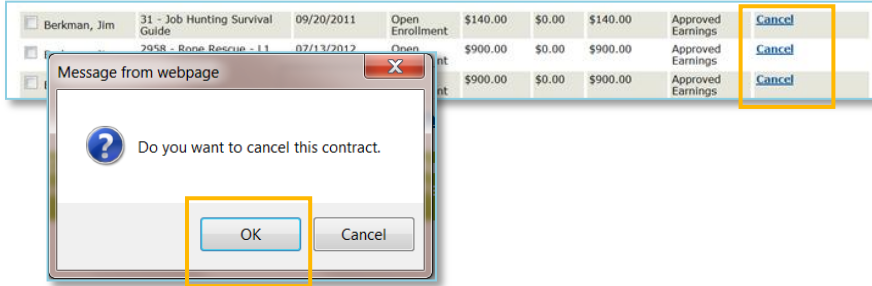 Berkman, Jim 31 - Job Hunting Survival Guide 09/20/2011 Open Enrollment $140.00 $0.00 $140.00 Approved Earnings Cancel
2958 - Rope Rescue - L1 07/13/2012 Open nt $900.00 $0.00 $900.00 Approved Earnings Cancel
nt $900.00 $0.00 $900.00 Approved Earnings Cancel
Message from webpage
Do you want to cancel this contract.
OK Cancel